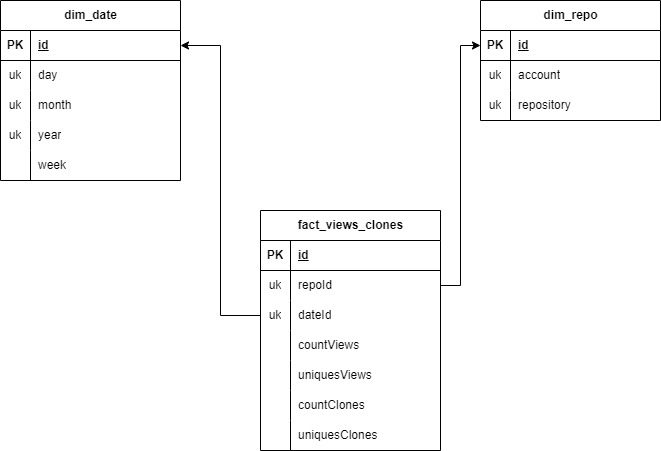 dim_date
PK id
uk day
uk month
uk year
week
dim_repo
PK id
uk account
uk repository
fact_views_clones
PK id
uk repoId
uk dateId
countViews
uniquesViews
countClones
uniquesClones